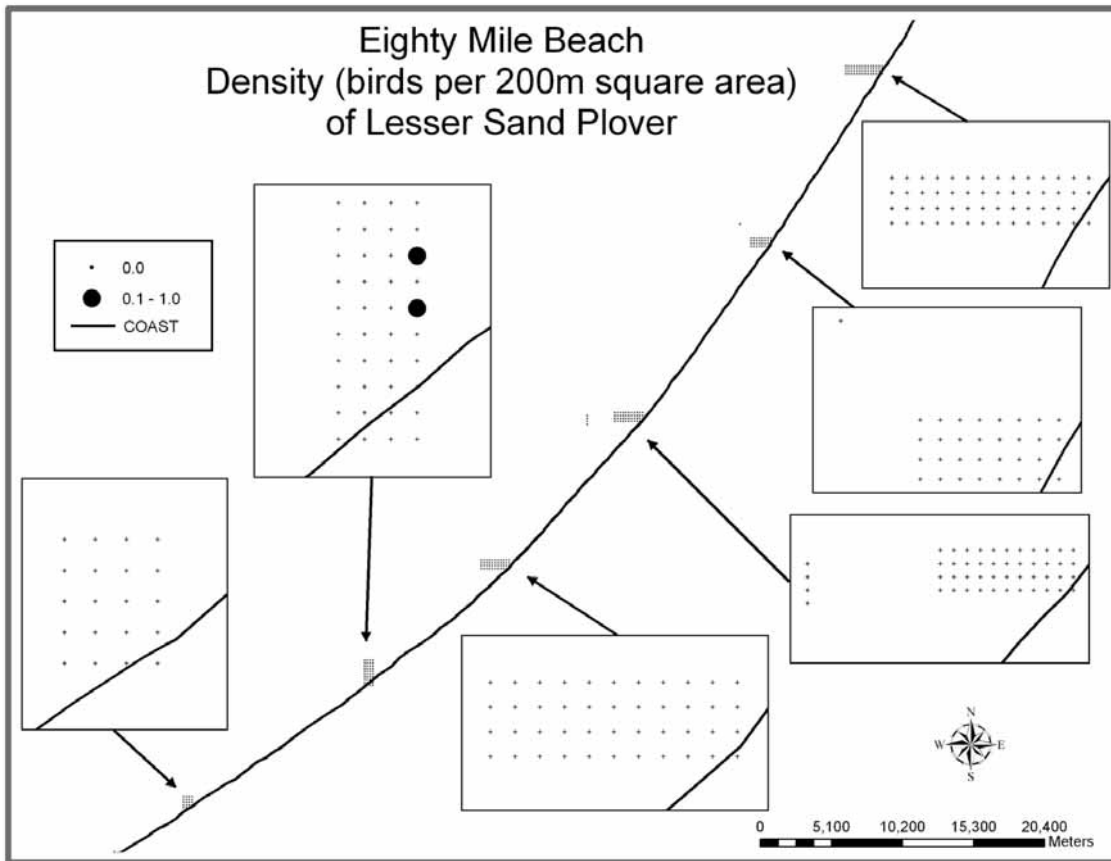 Eighty Mile Beach
Density (birds per 200m square area)
of Lesser Sand Plover
0.0
0.1 - 1.0
COAST
N
W E
S
0 5,100 10,200 15,300 20,400
Meters